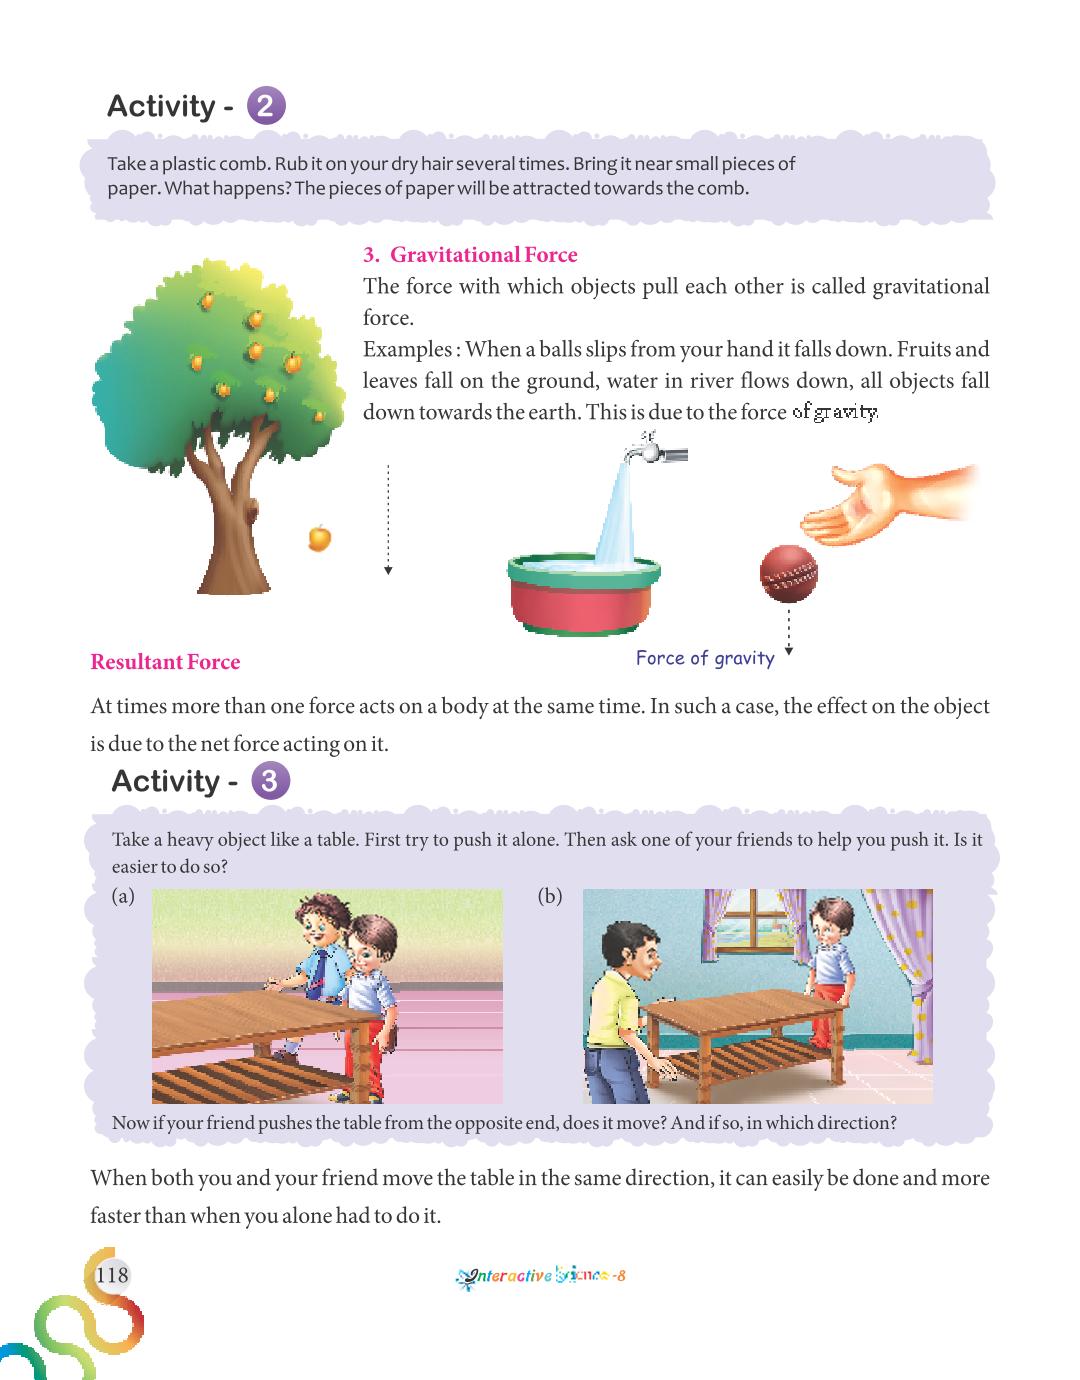 Activity - 2
Take a plastic comb. Rub it on your dry hair several times. Bring it near small pieces of
paper. What happens? The pieces of paper will be attracted towards the comb.
3. Gravitational Force
The force with which objects pull each other is called gravitational
force.
Examples : When a balls slips from your hand it falls down. Fruits and
leaves fall on the ground, water in river flows down, all objects fall
down towards the earth. This is due to the force of gravity.
Force of gravity
Resultant Force
At times more than one force acts on a body at the same time. In such a case, the effect on the object
is due to the net force acting on it.
Activity - 3
Take a heavy object like a table. First try to push it alone. Then ask one of your friends to help you push it. Is it
easier to do so?
(a)
(b)
Now if your friend pushes the table from the opposite end, does it move? And if so, in which direction?
When both you and your friend move the table in the same direction, it can easily be done and more
faster than when you alone had to do it.
118
Interactive Science -8